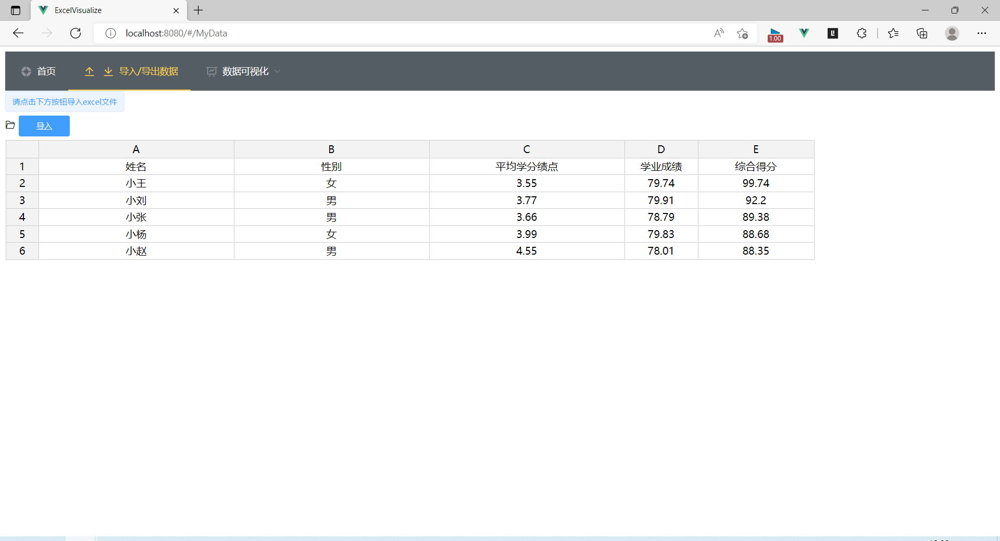 ExcelVisualize
localhost:8080/#/MyData
1.00
首页 导入/导出数据 数据可视化
请点击下方按钮导入excel文件
导入
A B C D E
1 姓名 性别 平均学分绩点 学业成绩 综合得分
2 小王 女 3.55 79.74 99.74
3 小刘 男 3.77 79.91 92.2
4 小张 男 3.66 78.79 89.38
5 小杨 女 3.99 79.83 88.68
6 小赵 男 4.55 78.01 88.35